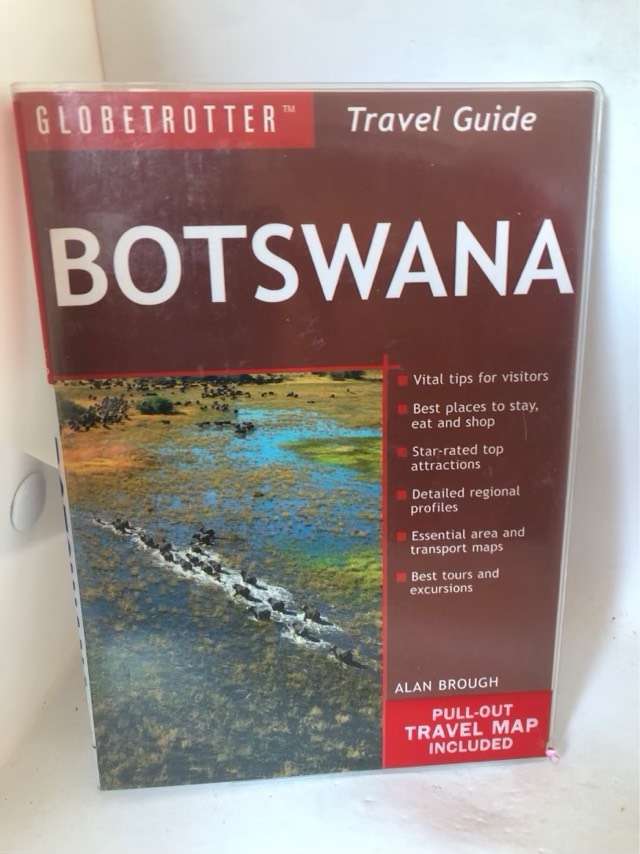 GLOBETROTTER™
Travel Guide
BOTSWANA
Vital tips for visitors
Best places to stay,
eat and shop
Star-rated top
attractions
Detailed regional
profiles
Essential area and
transport maps
Best tours and
excursions
ALAN BROUGH
PULL-OUT
TRAVEL MAP
INCLUDED